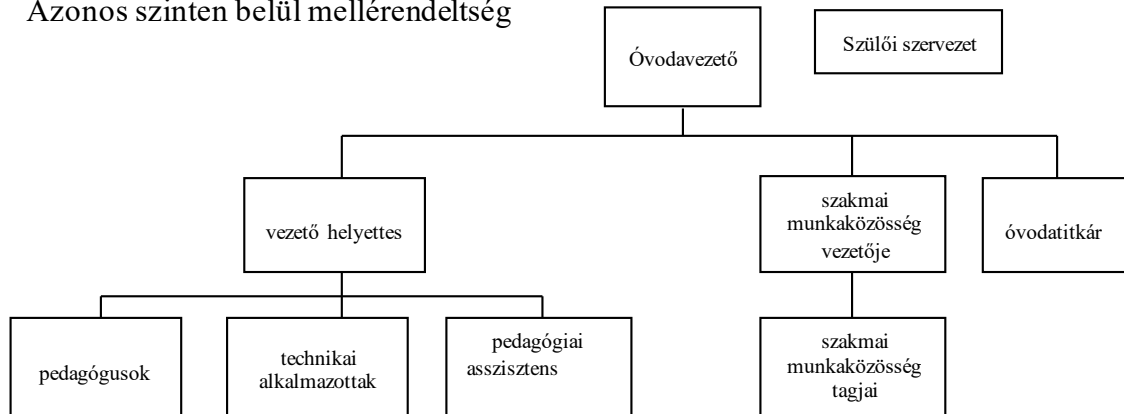 Azonos szinten belül mellérendeltség
Óvodavezető
Szülői szervezet
vezető helyettes
szakmai
munkaközösség
vezetője
óvodatitkár
pedagógusok
technikai
alkalmazottak
pedagógiai
asszisztens
szakmai
munkaközösség
tagjai